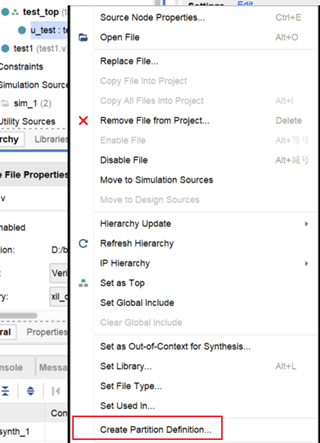 Settings
Edit
test_top
u_test : te
test1 (test1.v
Constraints
Simulation Source
sim_1 (2)
Utility Sources
rchy
Libraries
e File Properties
v
nabled
tion: D:/b
Veri
ry: xil_d
ral
Properties
nsole
Messa
Con
synth_1
Source Node Properties... Ctrl+E
Open File Alt+O
Replace File...
Copy File Into Project
Copy All Files Into Project Alt+I
Remove File from Project... Delete
Enable File Alt+等号
Disable File Alt+减号
Move to Simulation Sources
Move to Design Sources
Hierarchy Update
Refresh Hierarchy
IP Hierarchy
Set as Top
Set Global Include
Clear Global Include
Set as Out-of-Context for Synthesis...
Set Library... Alt+L
Set File Type...
Set Used In...
Create Partition Definition...